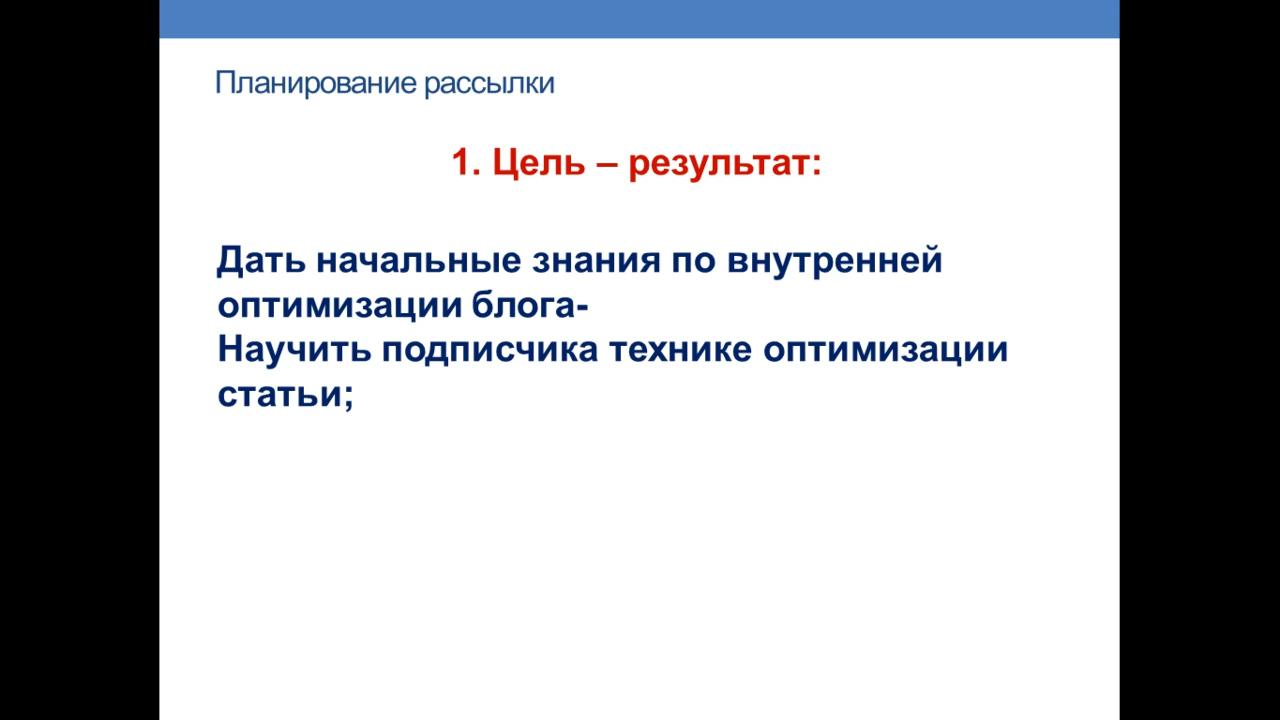 Планирование рассылки
1. Цель – результат:
Дать начальные знания по внутренней
оптимизации блога-
Научить подписчика технике оптимизации
статьи;